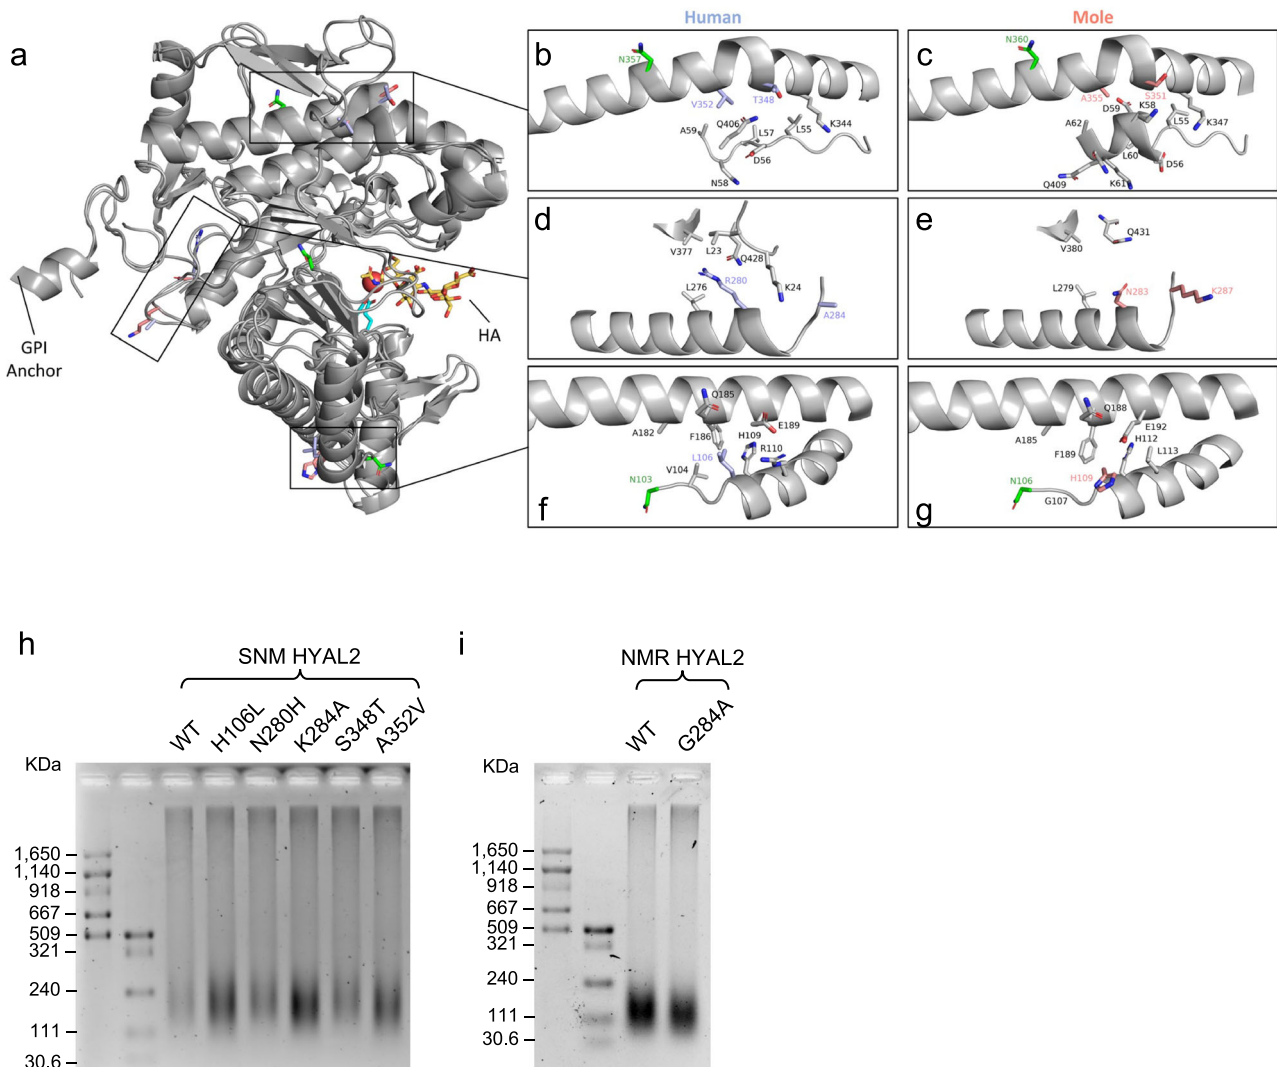 Human
Mole
a
GPI
Anchor
HA
b
N357
V352
T348
Q406
A59
L57
L55
K344
D56
N58
c
N360
A355
S351
D59
K58
L55
K347
A62
L60
D56
Q409
K61
d
V377
L23
Q428
R280
K24
L276
A284
e
V380
Q431
L279
N283
K287
f
Q185
A182
F186
H109
E189
L106
R110
V104
N103
g
Q188
A185
E192
F189
H112
L113
N106
H109
G107
h
SNM HYAL2
WT
H106L
N280H
K284A
S348T
A352V
KDa
1,650
1,140
918
667
509
321
240
111
30.6
i
NMR HYAL2
WT
G284A
KDa
1,650
1,140
918
667
509
321
240
111
30.6